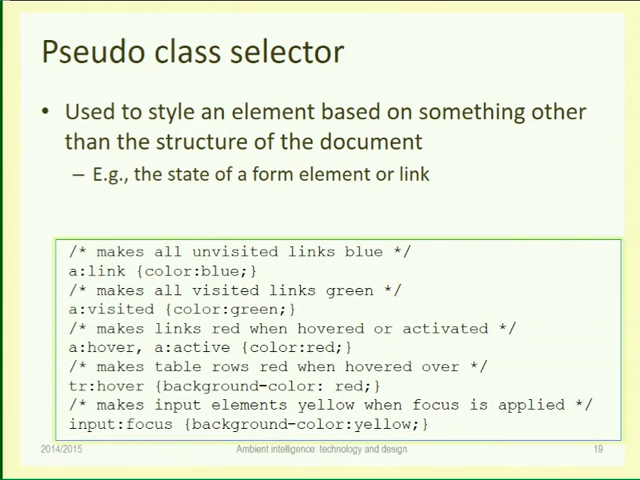 Pseudo class selector
• Used to style an element based on something other
than the structure of the document
– E.g., the state of a form element or link
/* makes all unvisited links blue */
a:link {color:blue;}
/* makes all visited links green */
a:visited {color:green;}
/* makes links red when hovered or activated */
a:hover, a:active {color:red;}
/* makes table rows red when hovered over */
tr:hover {background-color: red;}
/* makes input elements yellow when focus is applied */
input:focus {background-color:yellow;}
2014/2015 Ambient intelligence: technology and design 19